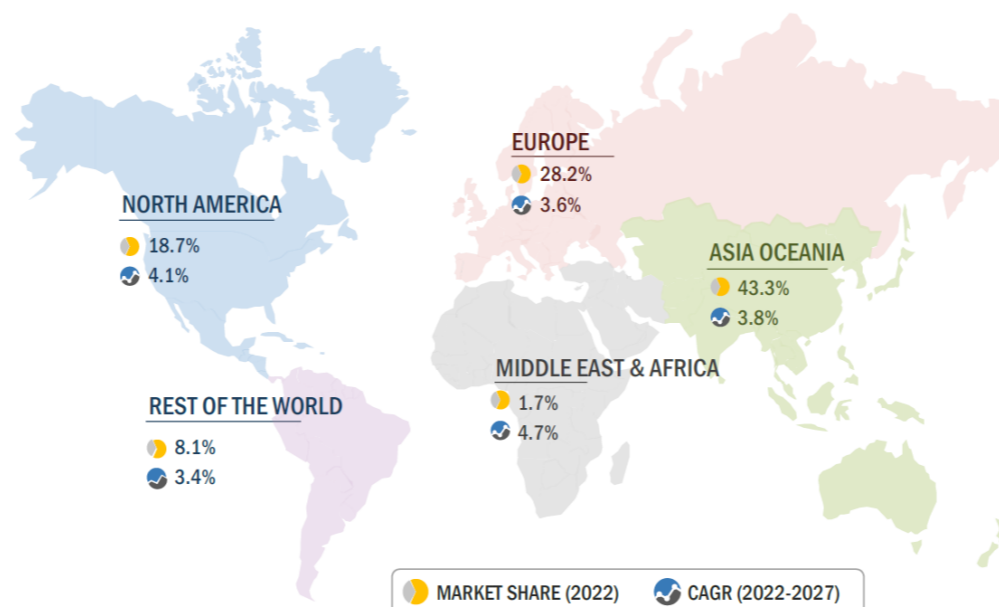 EUROPE
28.2%
3.6%
NORTH AMERICA
18.7%
4.1%
ASIA OCEANIA
43.3%
3.8%
MIDDLE EAST & AFRICA
1.7%
4.7%
REST OF THE WORLD
8.1%
3.4%
MARKET SHARE (2022) CAGR (2022-2027)